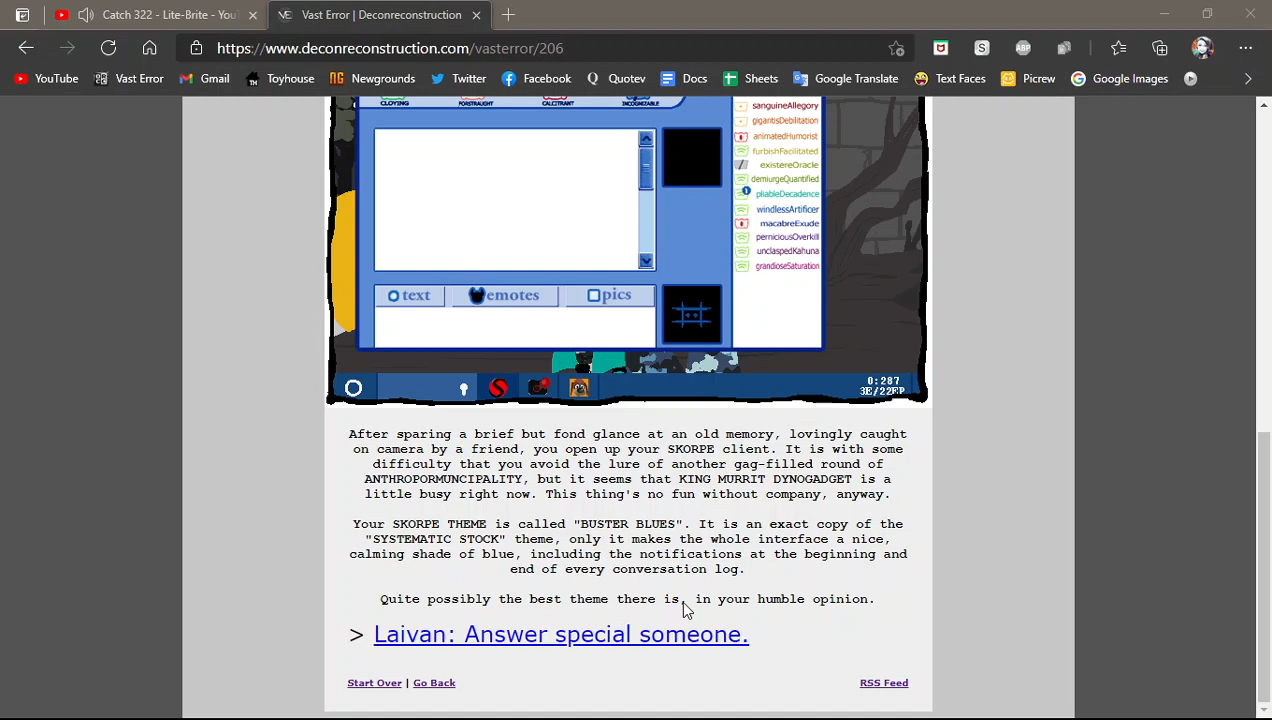 Catch 322 - Lite-Brite - You
Vast Error | Deconreconstruction
https://www.deconreconstruction.com/vasterror/206
YouTube Vast Error Gmail Toyhouse Newgrounds Twitter Facebook Quotev Docs Sheets Google Translate Text Faces Picrew Google Images
CLOYING FORSTRAUGHT CALCITRANT INCOGNIZABLE
sanguineAllegory
gigantisDebilitation
animatedHumorist
furbishFacilitated
existereOracle
demiurgeQuantified
pliableDecadence
windlessArtificer
macabreExude
perniciousOverkill
unclaspedKahuna
grandioseSaturation
text emotes pics
0:287
3E/22EP
After sparing a brief but fond glance at an old memory, lovingly caught
on camera by a friend, you open up your SKORPE client. It is with some
difficulty that you avoid the lure of another gag-filled round of
ANTHROPORMUNCIPALITY, but it seems that KING MURRIT DYNOGADGET is a
little busy right now. This thing's no fun without company, anyway.
Your SKORPE THEME is called "BUSTER BLUES". It is an exact copy of the
"SYSTEMATIC STOCK" theme, only it makes the whole interface a nice,
calming shade of blue, including the notifications at the beginning and
end of every conversation log.
Quite possibly the best theme there is, in your humble opinion.
> Laivan: Answer special someone.
Start Over | Go Back RSS Feed